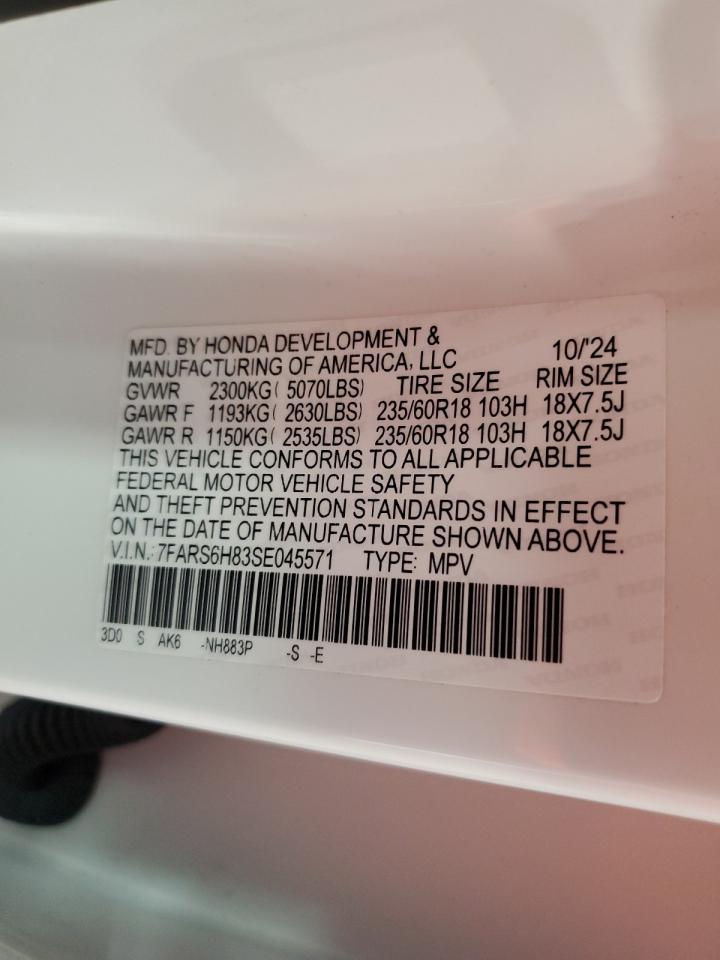 MFD. BY HONDA DEVELOPMENT &
MANUFACTURING OF AMERICA, LLC 10/'24
GVWR 2300KG( 5070LBS) TIRE SIZE RIM SIZE
GAWR F 1193KG( 2630LBS) 235/60R18 103H 18X7.5J
GAWR R 1150KG( 2535LBS) 235/60R18 103H 18X7.5J
THIS VEHICLE CONFORMS TO ALL APPLICABLE
FEDERAL MOTOR VEHICLE SAFETY
AND THEFT PREVENTION STANDARDS IN EFFECT
ON THE DATE OF MANUFACTURE SHOWN ABOVE.
V.I.N.: 7FARS6H83SE045571 TYPE: MPV
3D0 S AK6 -NH883P -S -E